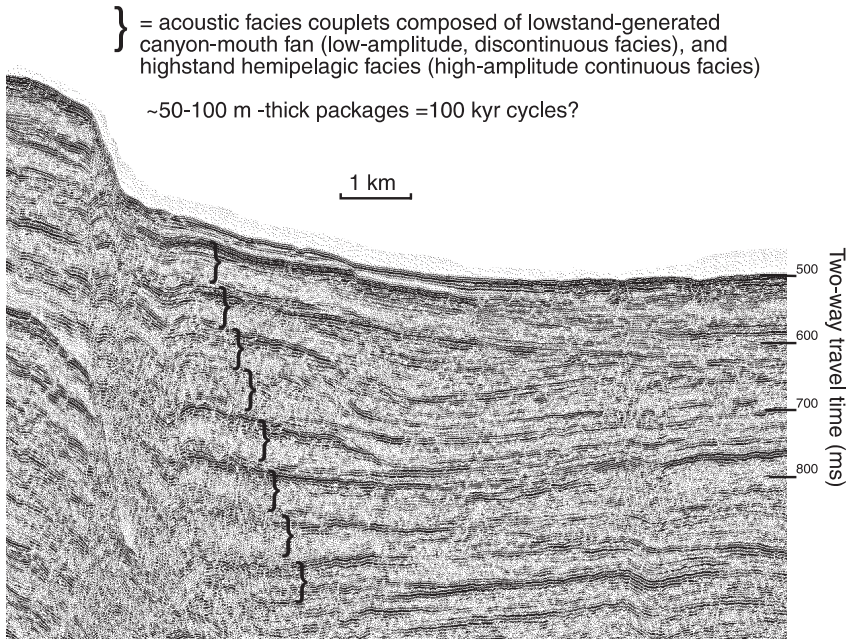 } = acoustic facies couplets composed of lowstand-generated
canyon-mouth fan (low-amplitude, discontinuous facies), and
highstand hemipelagic facies (high-amplitude continuous facies)
~50-100 m -thick packages =100 kyr cycles?
1 km
500
600
700
800
Two-way travel time (ms)